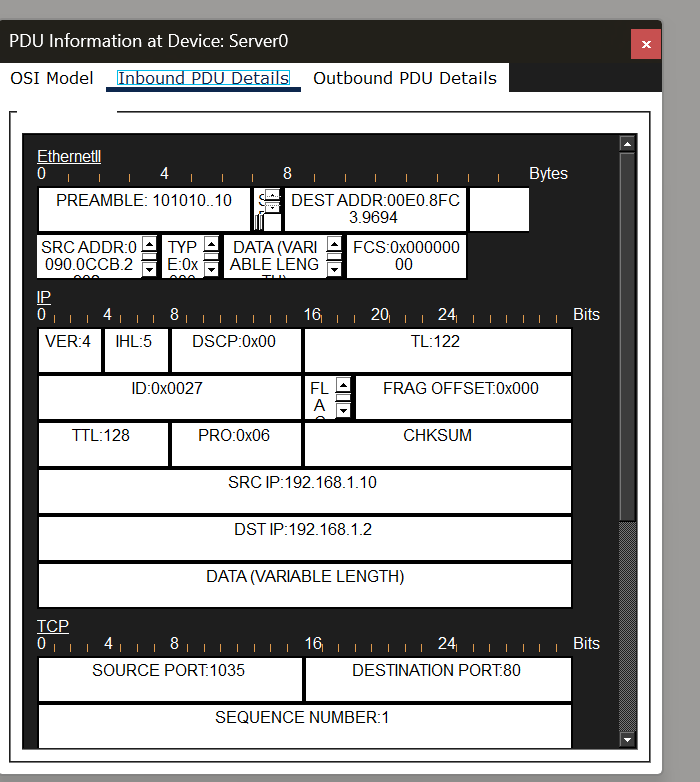 PDU Information at Device: Server0
x
OSI Model Inbound PDU Details Outbound PDU Details
EthernetII
0 4 8 Bytes
PREAMBLE: 101010..10
DEST ADDR:00E0.8FC
3.9694
SRC ADDR:0
090.0CCB.2
TYP
E:0x
DATA (VARI
ABLE LENG
TH)
FCS:0x000000
00
IP
0 4 8 16 20 24 Bits
VER:4 IHL:5 DSCP:0x00 TL:122
ID:0x0027
FL
A
FRAG OFFSET:0x000
TTL:128 PRO:0x06 CHKSUM
SRC IP:192.168.1.10
DST IP:192.168.1.2
DATA (VARIABLE LENGTH)
TCP
0 4 8 16 24 Bits
SOURCE PORT:1035 DESTINATION PORT:80
SEQUENCE NUMBER:1